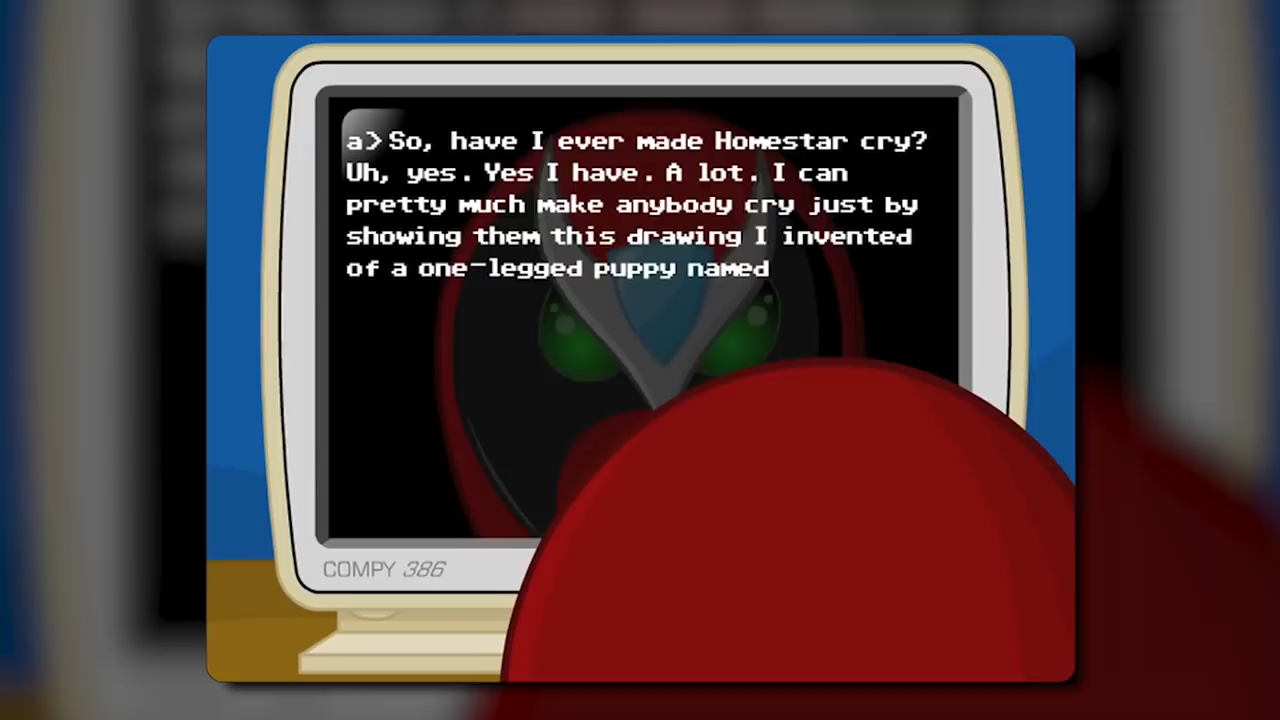 a>So, have I ever made Homestar cry?
Uh, yes. Yes I have. A lot. I can
pretty much make anybody cry just by
showing them this drawing I invented
of a one-legged puppy named
COMPY 386